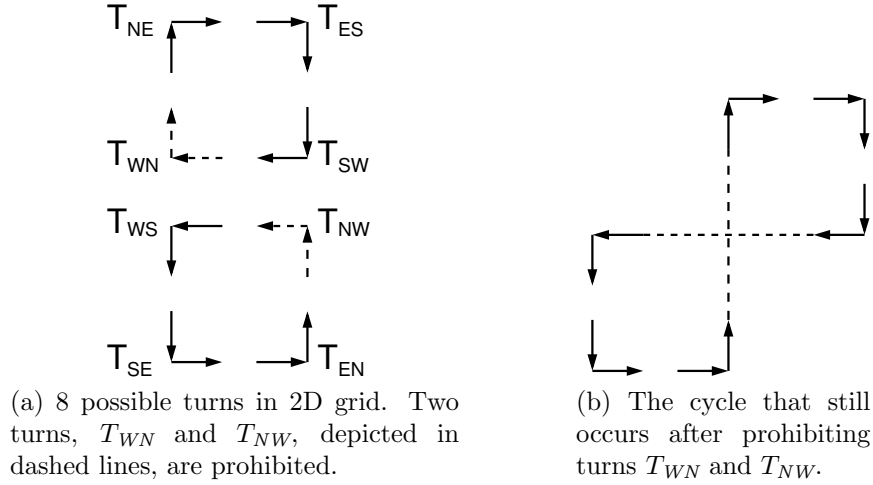 T_NE T_ES
T_WN T_SW
T_WS T_NW
T_SE T_EN
(a) 8 possible turns in 2D grid. Two
turns, T_WN and T_NW, depicted in
dashed lines, are prohibited.
(b) The cycle that still
occurs after prohibiting
turns T_WN and T_NW.